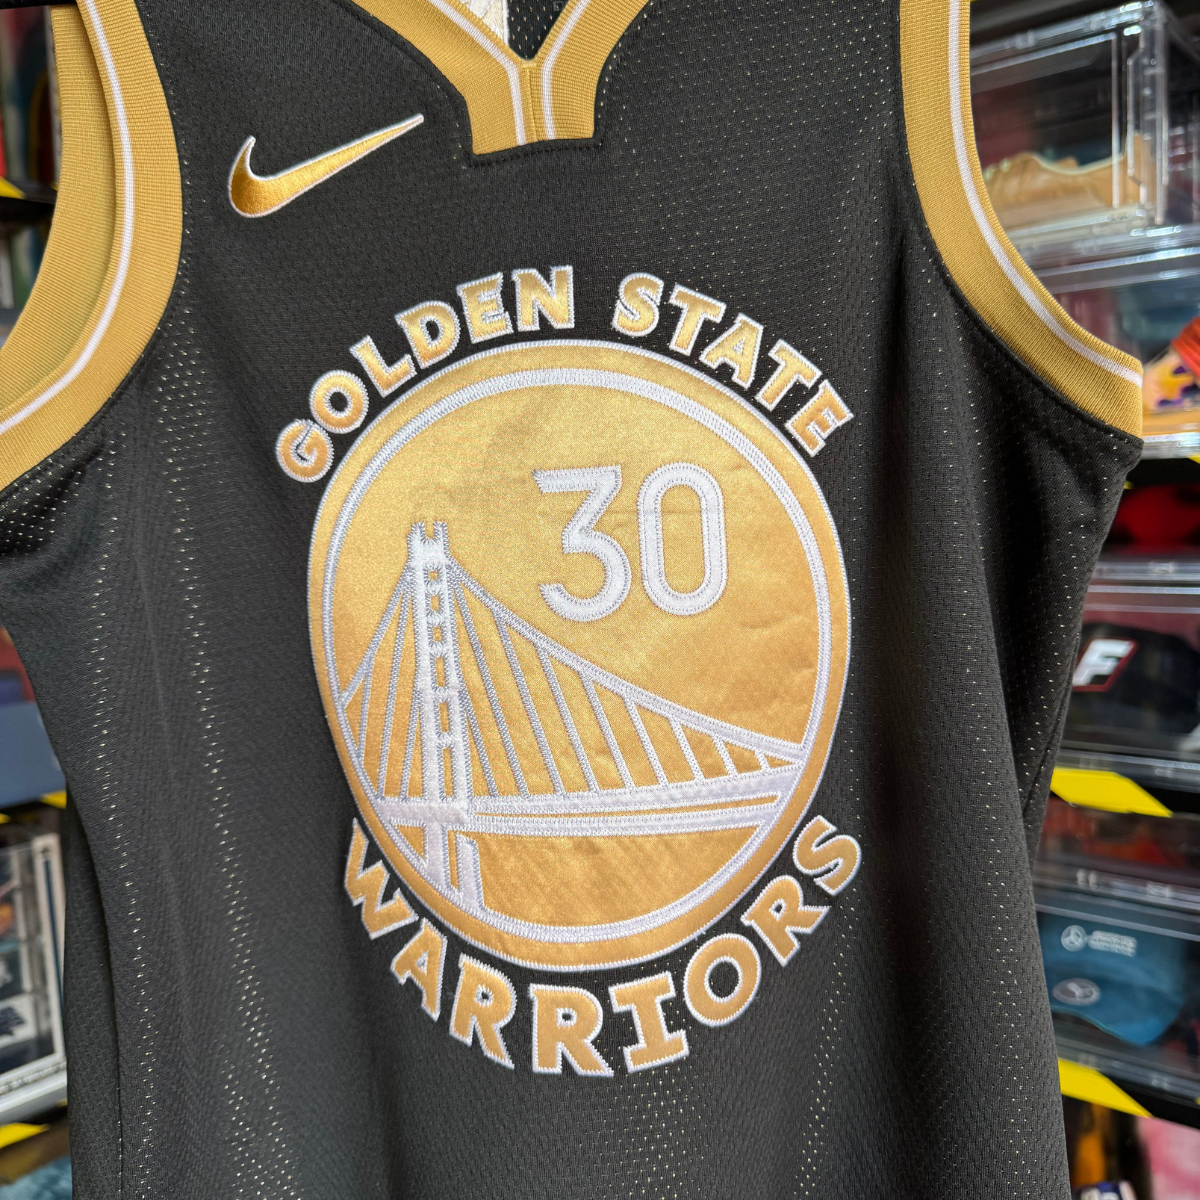 GOLDEN STATE
30
WARRIORS
F